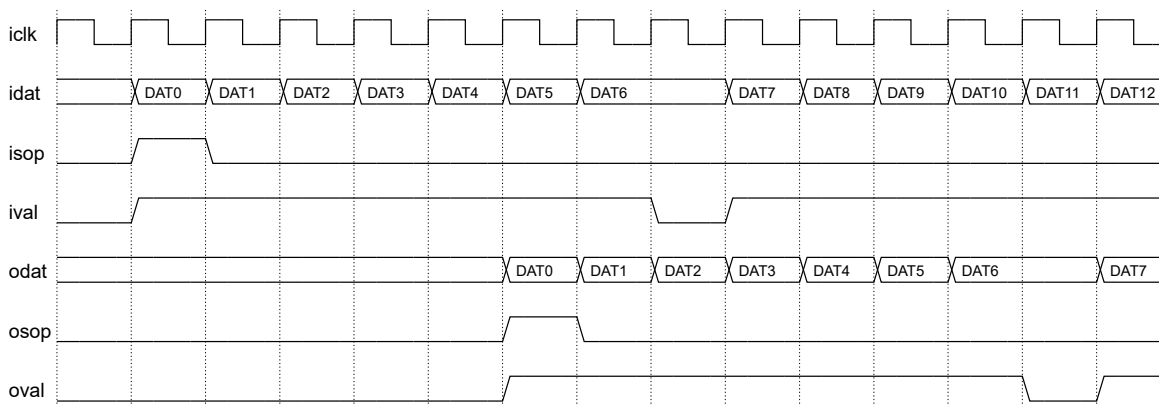 iclk
idat DAT0 DAT1 DAT2 DAT3 DAT4 DAT5 DAT6 DAT7 DAT8 DAT9 DAT10 DAT11 DAT12
isop
ival
odat DAT0 DAT1 DAT2 DAT3 DAT4 DAT5 DAT6 DAT7
osop
oval